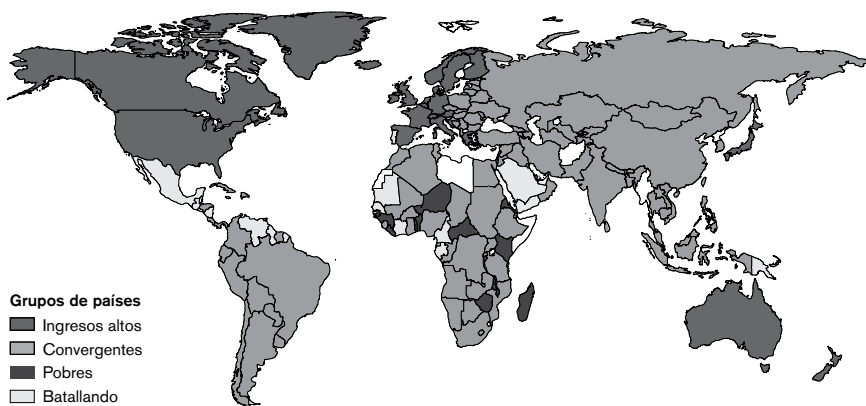 Grupos de países
Ingresos altos
Convergentes
Pobres
Batallando